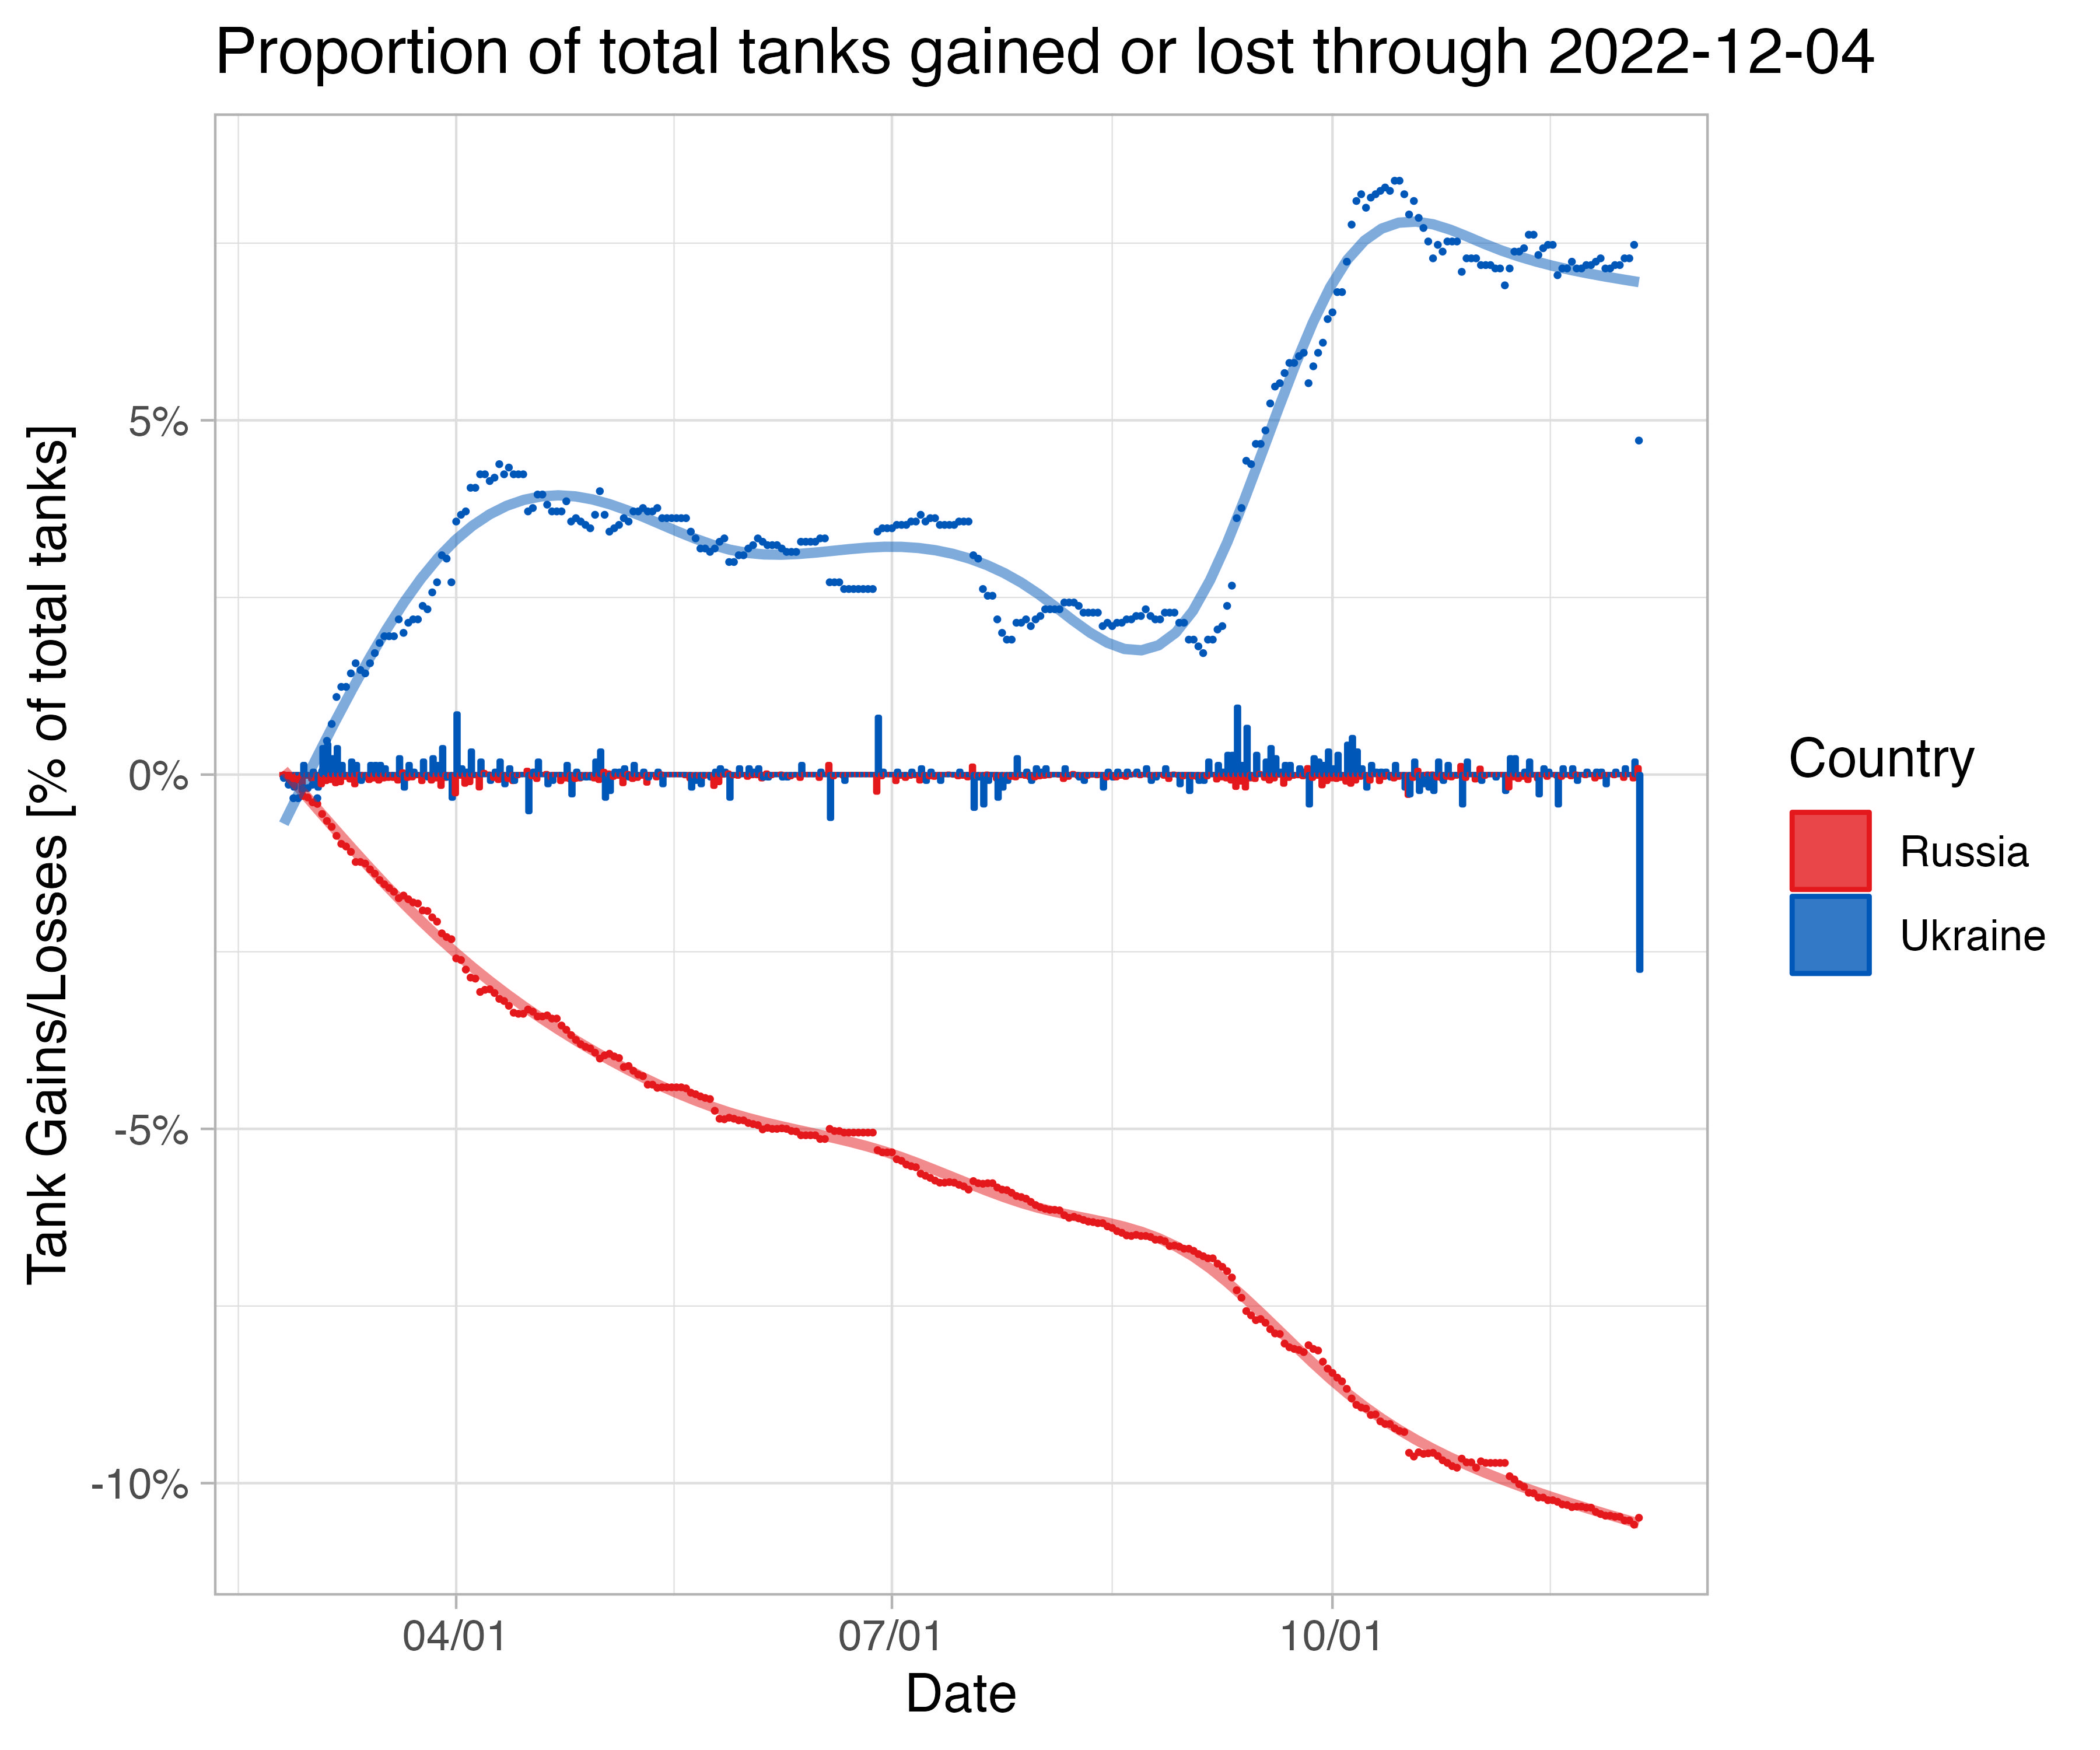 Proportion of total tanks gained or lost through 2022-12-04
Tank Gains/Losses [% of total tanks]
5%
0%
-5%
-10%
04/01
07/01
10/01
Date
Country
Russia
Ukraine